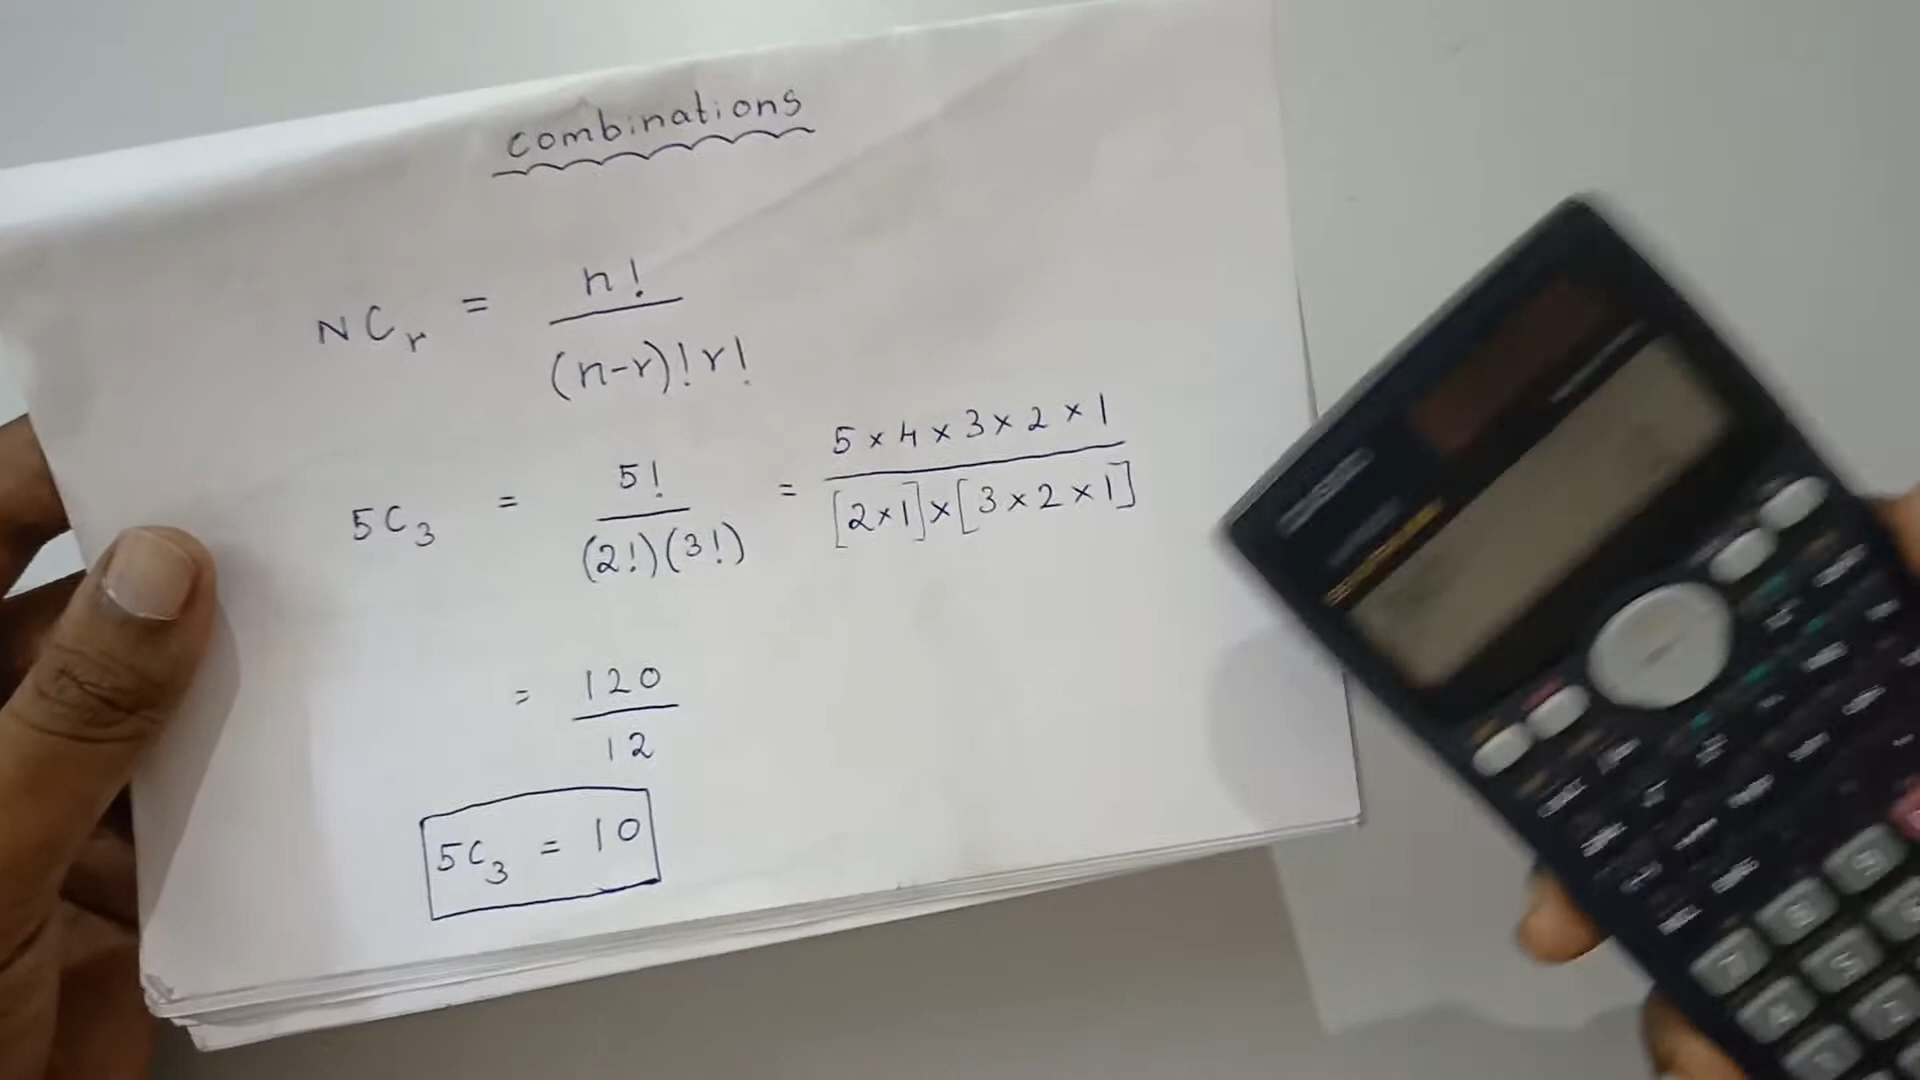 combinations
NCr = n! / (n-r)! r!
5C3 = 5! / (2!)(3!) = 5 × 4 × 3 × 2 × 1 / [2×1]×[3×2×1]
= 120 / 12
5C3 = 10